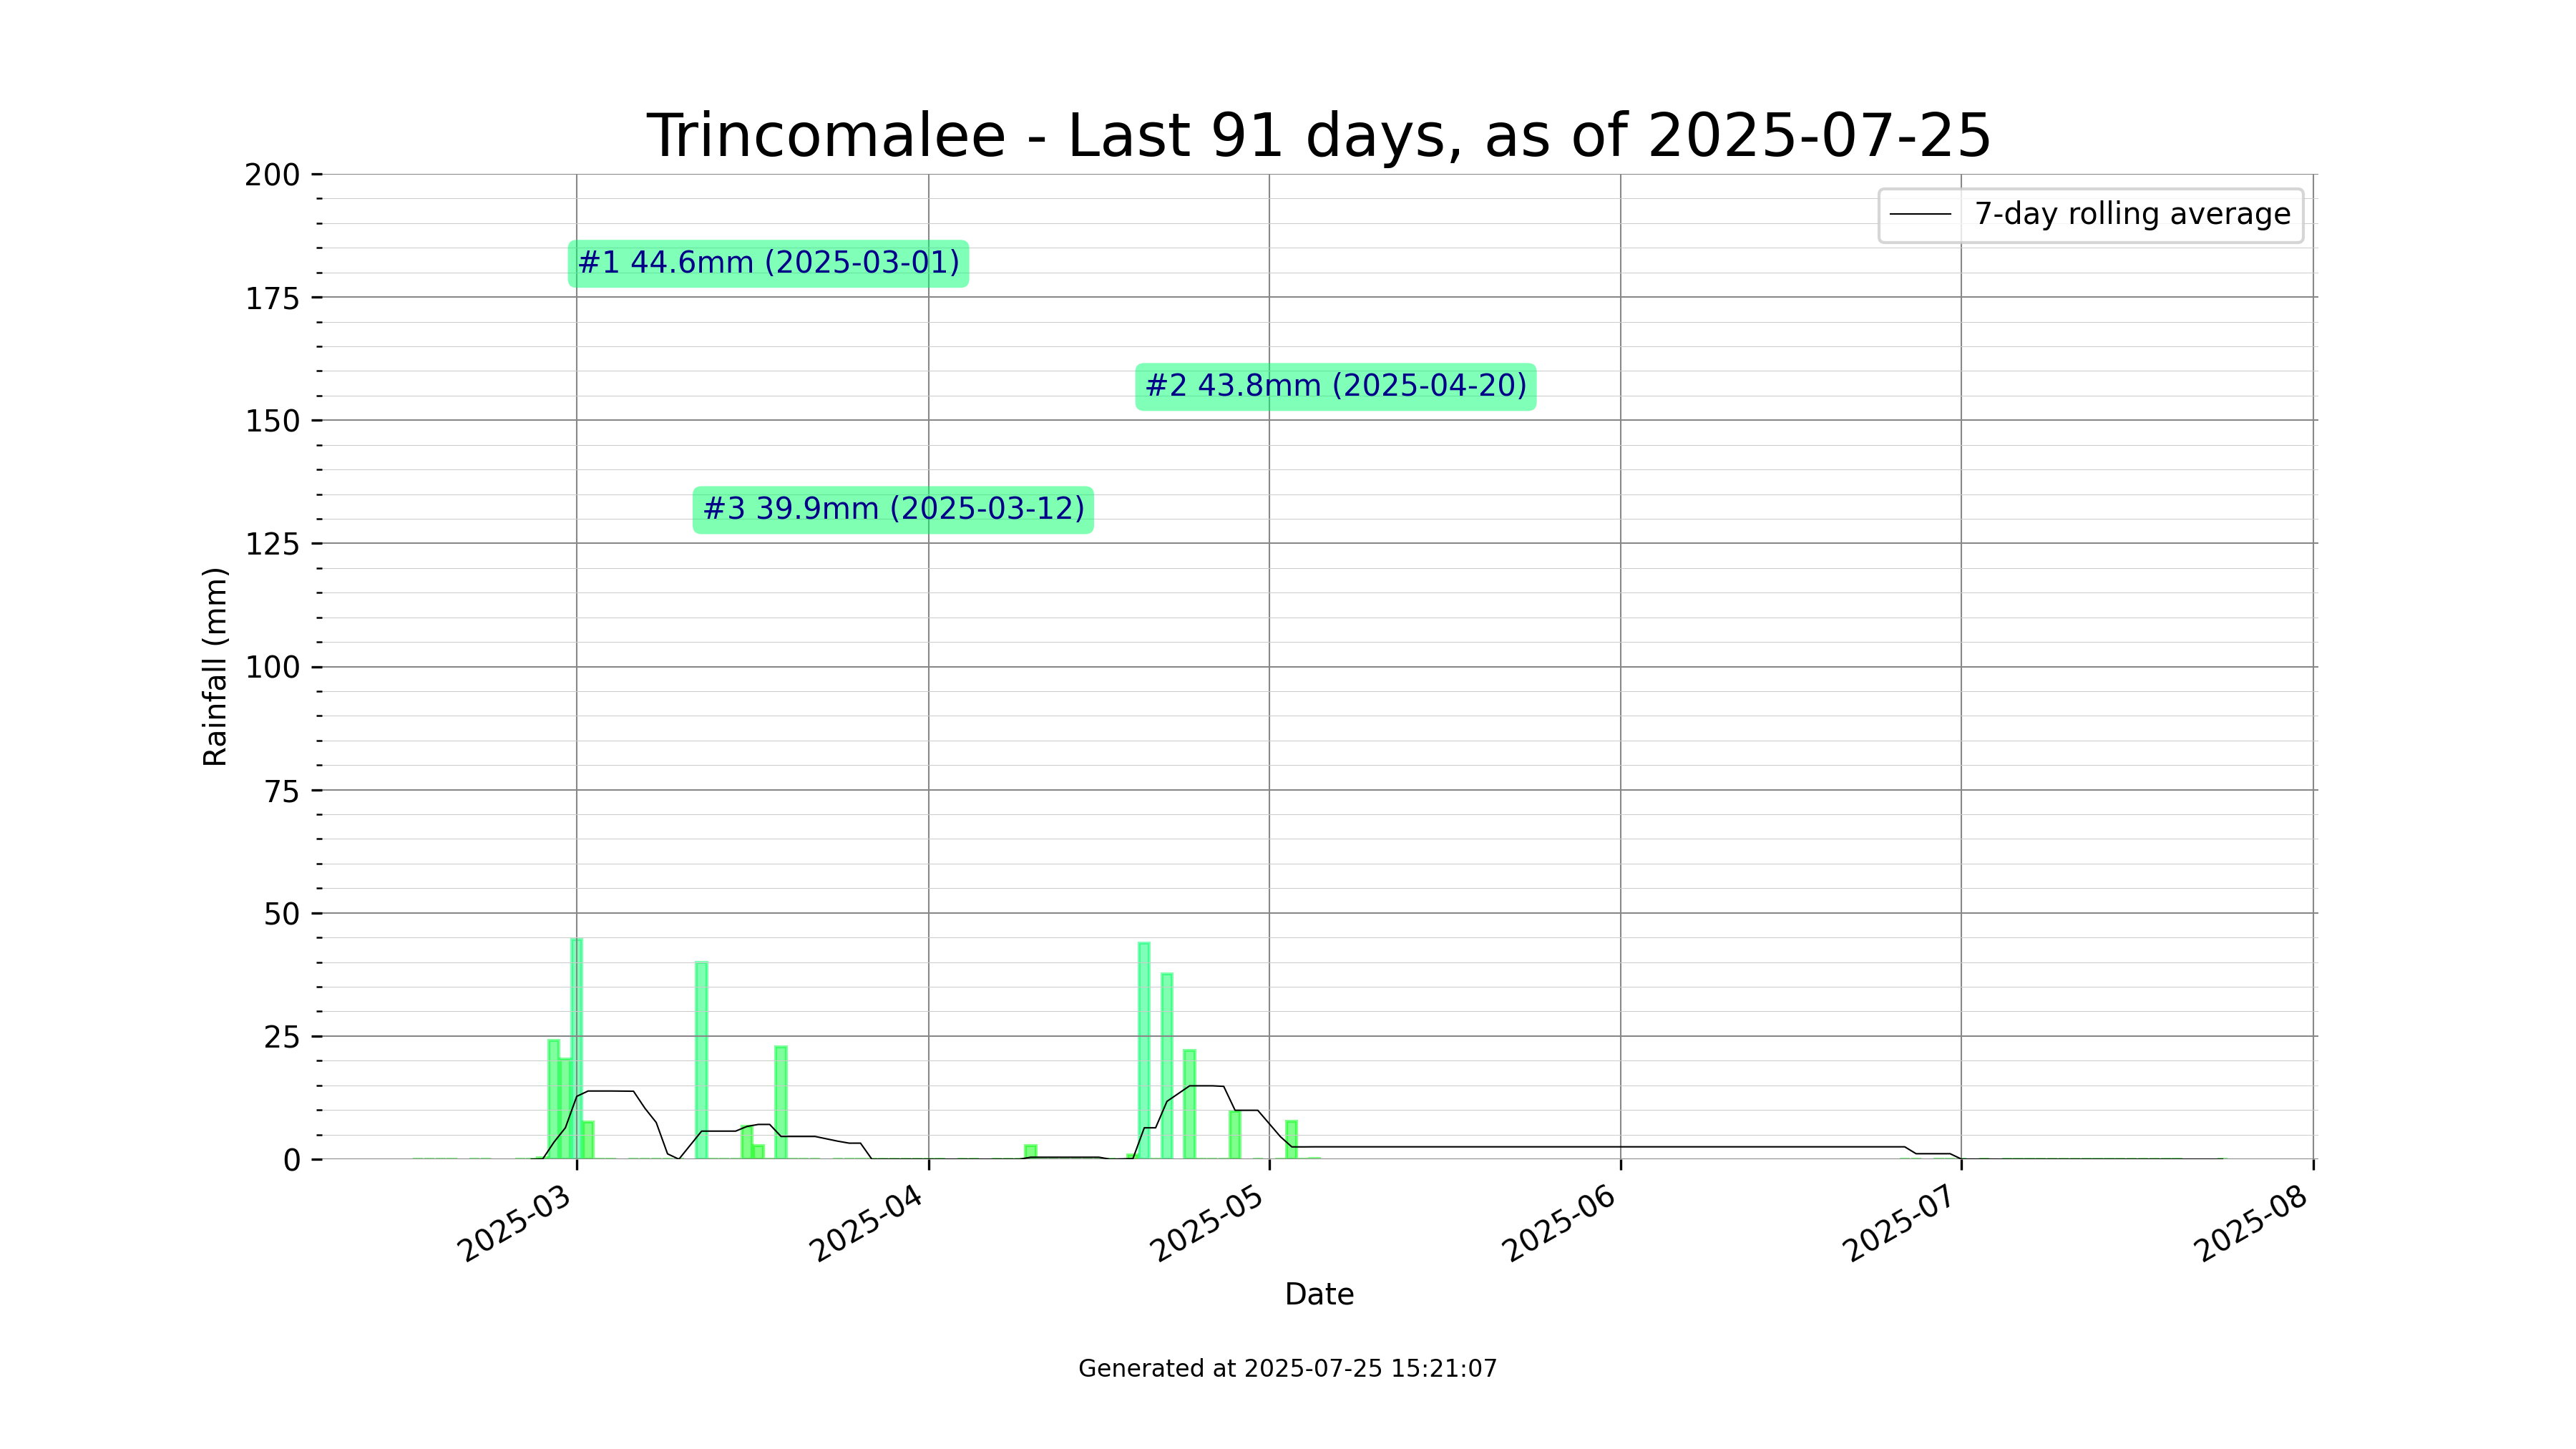 Trincomalee - Last 91 days, as of 2025-07-25
200
175
150
125
100
75
50
25
0
Rainfall (mm)
7-day rolling average
#1 44.6mm (2025-03-01)
#2 43.8mm (2025-04-20)
#3 39.9mm (2025-03-12)
2025-03
2025-04
2025-05
2025-06
2025-07
2025-08
Date
Generated at 2025-07-25 15:21:07